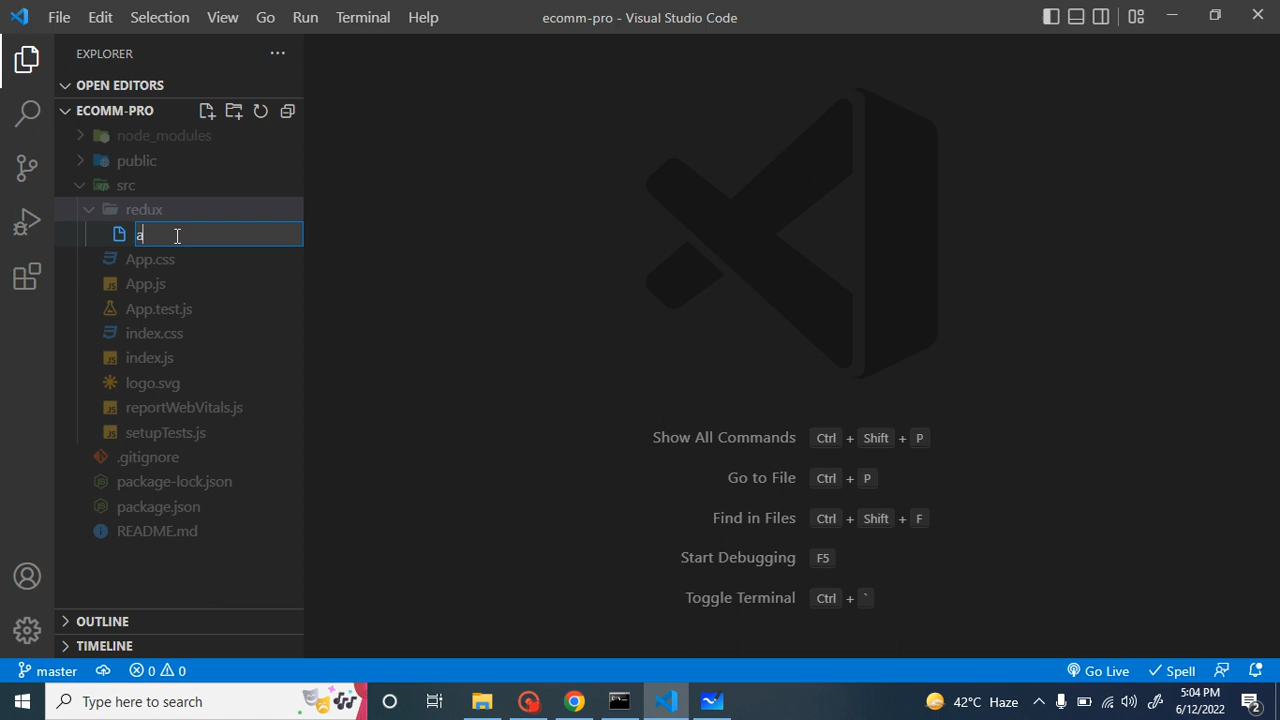 File Edit Selection View Go Run Terminal Help
ecomm-pro - Visual Studio Code
EXPLORER
OPEN EDITORS
ECOMM-PRO
node_modules
public
src
redux
a
App.css
App.js
App.test.js
index.css
index.js
logo.svg
reportWebVitals.js
setupTests.js
.gitignore
package-lock.json
package.json
README.md
OUTLINE
TIMELINE
Show All Commands Ctrl + Shift + P
Go to File Ctrl + P
Find in Files Ctrl + Shift + F
Start Debugging F5
Toggle Terminal Ctrl + `
master 0 0 Go Live Spell
Type here to search
42°C Haze
5:04 PM
6/12/2022
2